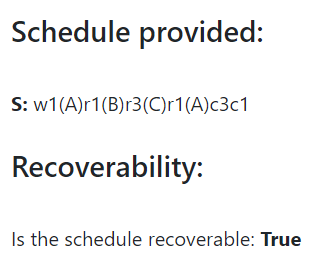 Schedule provided:
S: w1(A)r1(B)r3(C)r1(A)c3c1
Recoverability:
Is the schedule recoverable: True